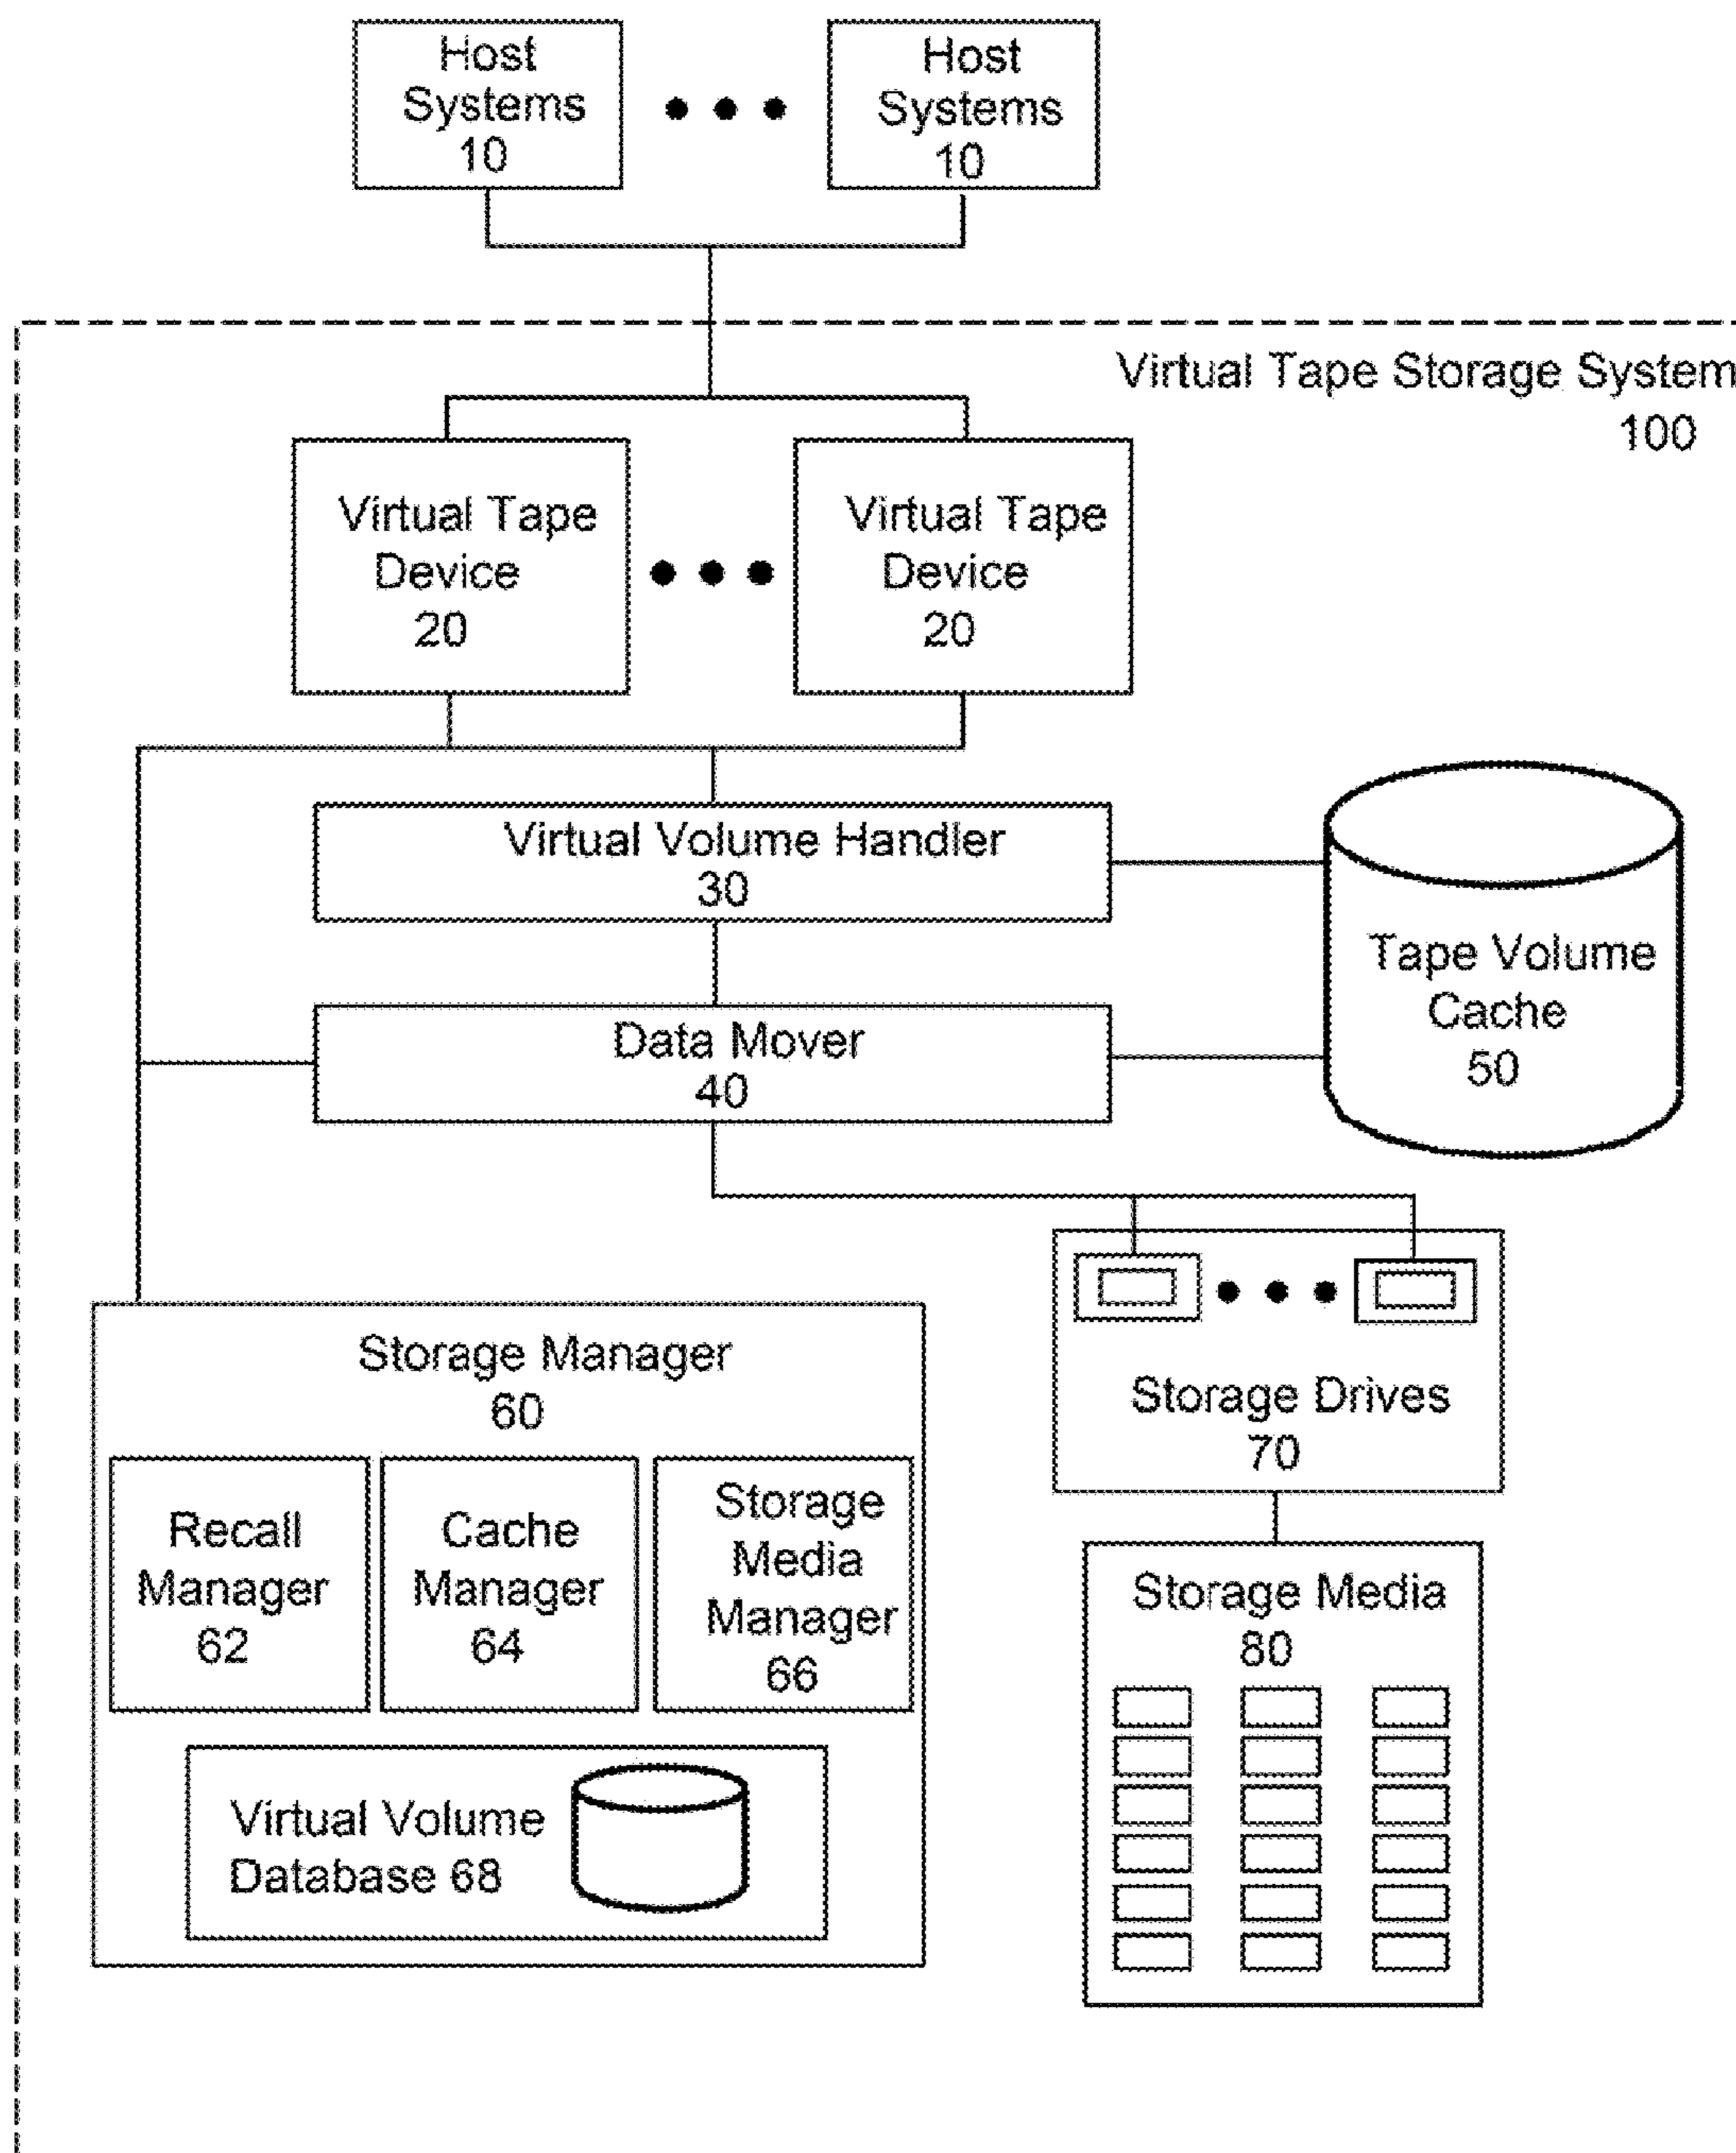 Host
Systems
10
Host
Systems
10
Virtual Tape Storage System
100
Virtual Tape
Device
20
Virtual Tape
Device
20
Virtual Volume Handler
30
Tape Volume
Cache
50
Data Mover
40
Storage Manager
60
Recall
Manager
62
Cache
Manager
64
Storage
Media
Manager
66
Virtual Volume
Database 68
Storage Drives
70
Storage Media
80